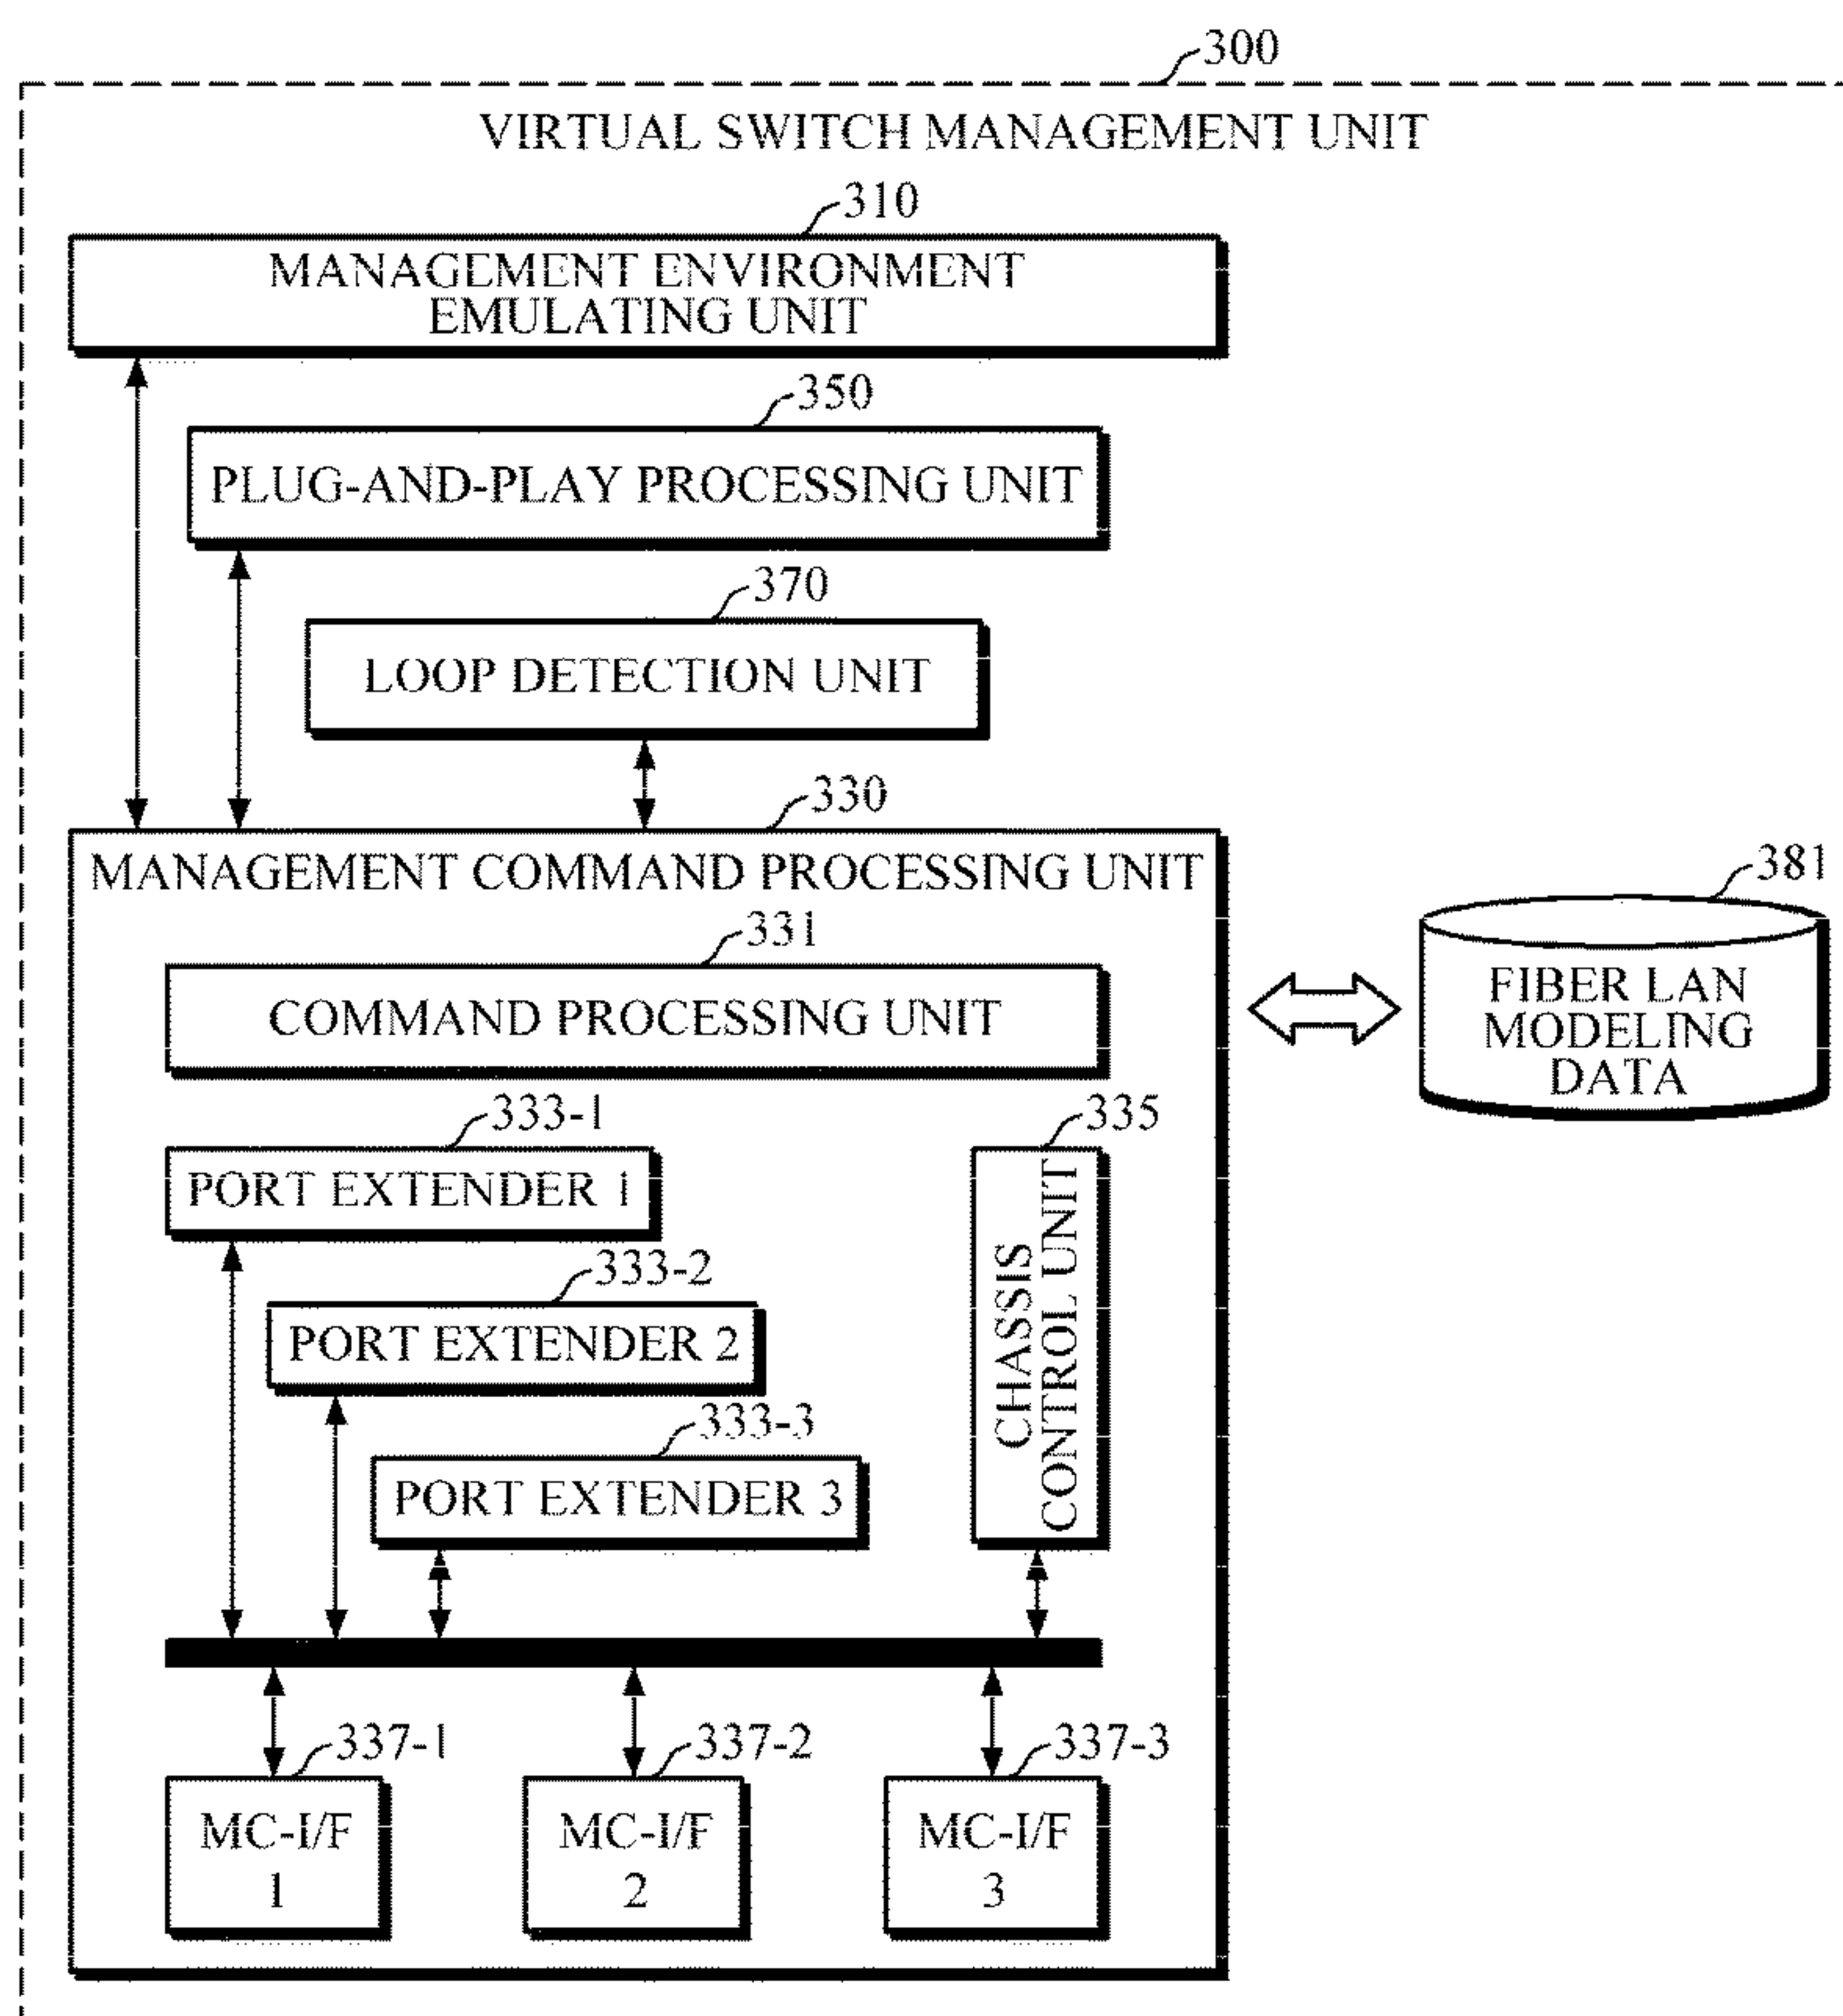 300
VIRTUAL SWITCH MANAGEMENT UNIT
310
MANAGEMENT ENVIRONMENT
EMULATING UNIT
350
PLUG-AND-PLAY PROCESSING UNIT
370
LOOP DETECTION UNIT
330
MANAGEMENT COMMAND PROCESSING UNIT
331
COMMAND PROCESSING UNIT
381
FIBER LAN
MODELING
DATA
333-1
PORT EXTENDER 1
333-2
PORT EXTENDER 2
333-3
PORT EXTENDER 3
335
CHASSIS
CONTROL UNIT
337-1
MC-I/F
1
337-2
MC-I/F
2
337-3
MC-I/F
3